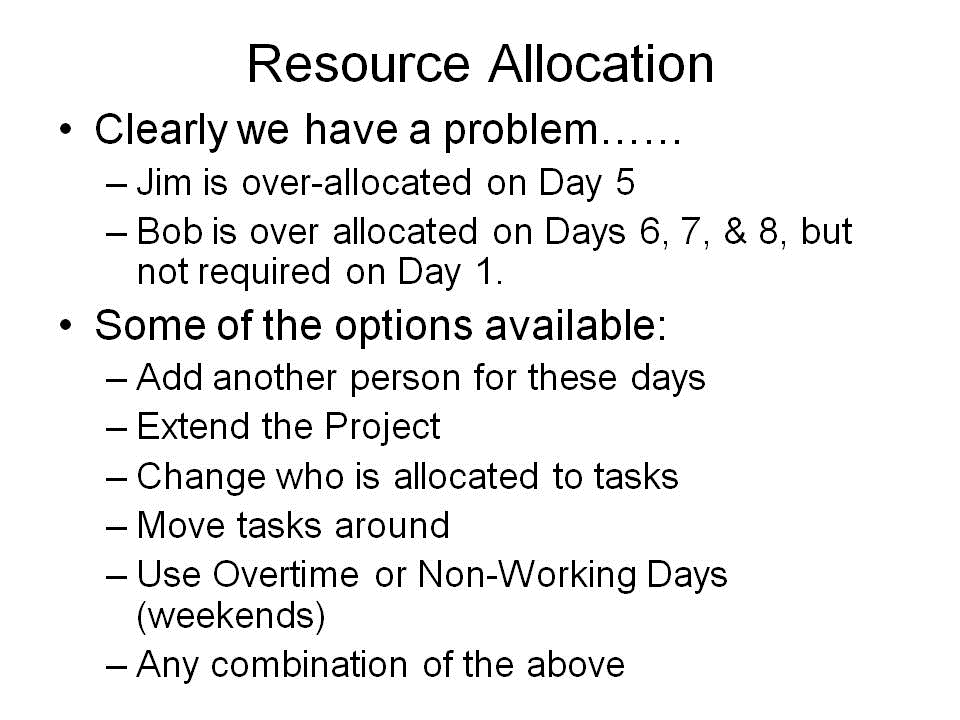 Resource Allocation
• Clearly we have a problem……
– Jim is over-allocated on Day 5
– Bob is over allocated on Days 6, 7, & 8, but
not required on Day 1.
• Some of the options available:
– Add another person for these days
– Extend the Project
– Change who is allocated to tasks
– Move tasks around
– Use Overtime or Non-Working Days
(weekends)
– Any combination of the above